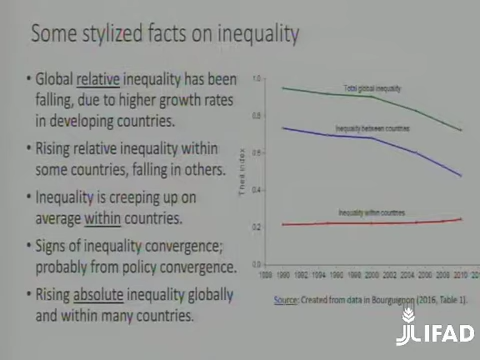 Some stylized facts on inequality
• Global relative inequality has been
falling, due to higher growth rates
in developing countries.
• Rising relative inequality within
some countries, falling in others.
• Inequality is creeping up on
average within countries.
• Signs of inequality convergence;
probably from policy convergence.
• Rising absolute inequality globally
and within many countries.
Theil Index
1.0
0.8
0.6
0.4
0.2
0.0
Total global inequality
Inequality between countries
Inequality within countries
1988 1990 1992 1994 1996 1998 2000 2002 2004 2006 2008 2010
Source: Created from data in Bourguignon (2016, Table 1).
JLIFAD